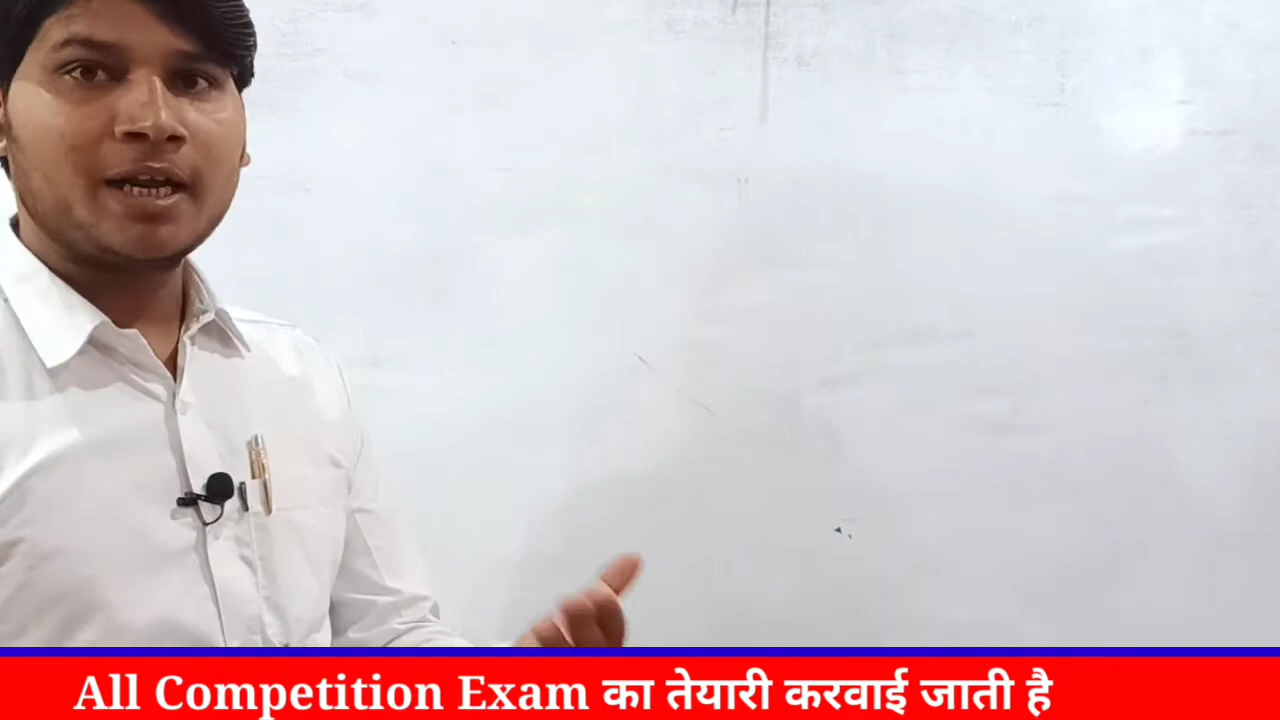 All Competition Exam का तेयारी करवाई जाती है